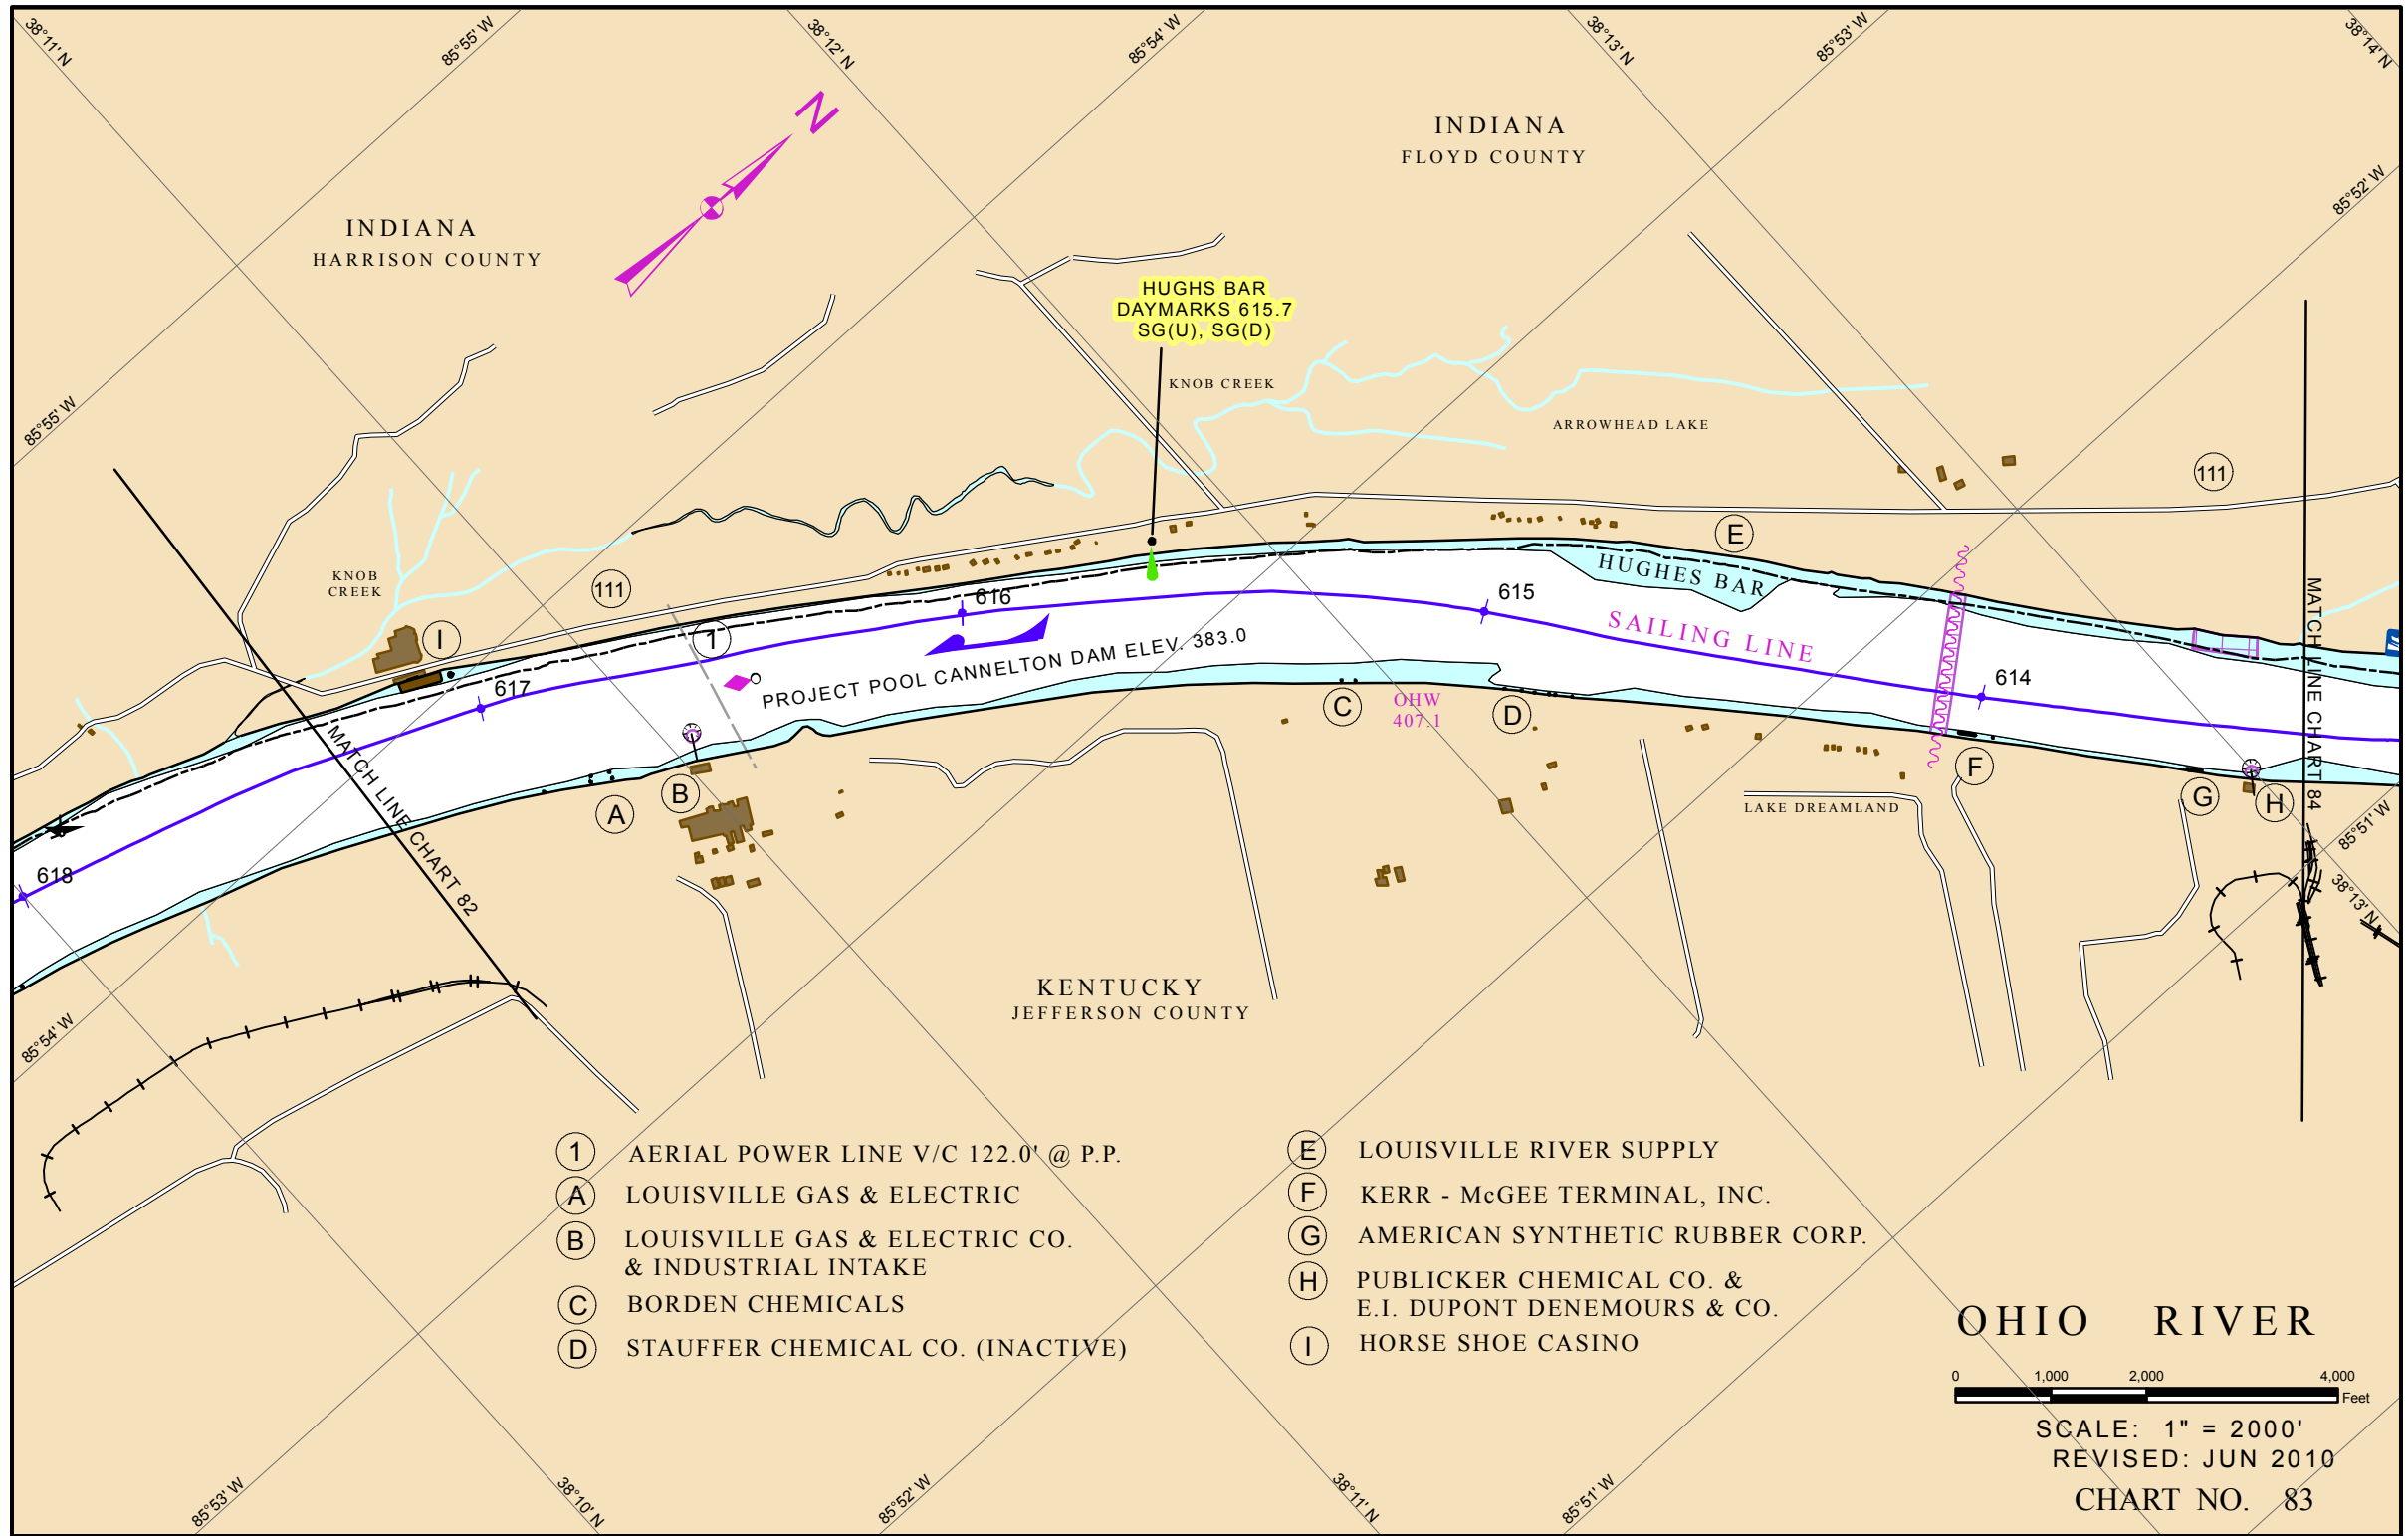 38°11' N
85°55' W
38°12' N
85°54' W
38°13' N
85°53' W
38°14' N
N
INDIANA
FLOYD COUNTY
INDIANA
HARRISON COUNTY
85°52' W
HUGHS BAR
DAYMARKS 615.7
SG(U), SG(D)
KNOB CREEK
ARROWHEAD LAKE
85°55' W
111
E
KNOB
CREEK
111
HUGHES BAR
I
1
616
615
SAILING LINE
PROJECT POOL CANNELTON DAM ELEV. 383.0
617
614
MATCH LINE CHART 84
C
OHW
407.1
D
F
MATCH LINE CHART 82
A
B
LAKE DREAMLAND
G
H
85°51' W
618
38°13' N
KENTUCKY
JEFFERSON COUNTY
85°54' W
1 AERIAL POWER LINE V/C 122.0' @ P.P.
A LOUISVILLE GAS & ELECTRIC
B LOUISVILLE GAS & ELECTRIC CO.
& INDUSTRIAL INTAKE
C BORDEN CHEMICALS
D STAUFFER CHEMICAL CO. (INACTIVE)
E LOUISVILLE RIVER SUPPLY
F KERR - McGEE TERMINAL, INC.
G AMERICAN SYNTHETIC RUBBER CORP.
H PUBLICKER CHEMICAL CO. &
E.I. DUPONT DENEMOURS & CO.
I HORSE SHOE CASINO
OHIO RIVER
0 1,000 2,000 4,000
Feet
SCALE: 1" = 2000'
REVISED: JUN 2010
CHART NO. 83
85°53' W
38°10' N
85°52' W
38°11' N
85°51' W